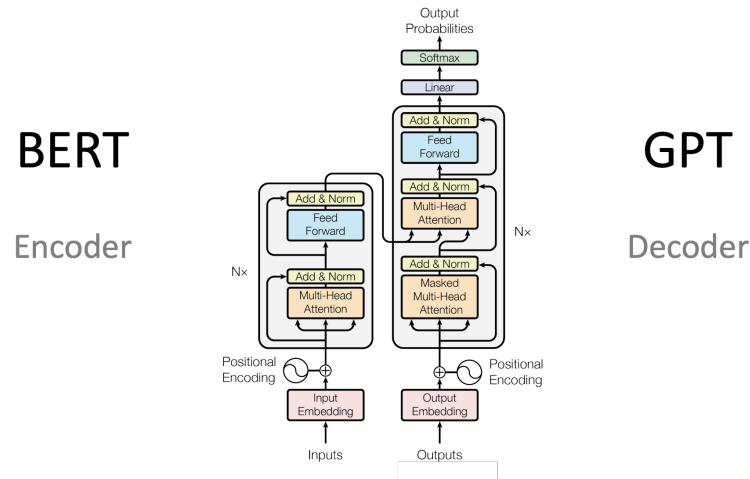 BERT
Encoder
Output
Probabilities
Softmax
Linear
Add & Norm
Feed
Forward
Add & Norm
Multi-Head
Attention
Add & Norm
Masked
Multi-Head
Attention
Nx
Add & Norm
Feed
Forward
Add & Norm
Multi-Head
Attention
Nx
Positional
Encoding
Positional
Encoding
Input
Embedding
Output
Embedding
Inputs
Outputs
GPT
Decoder